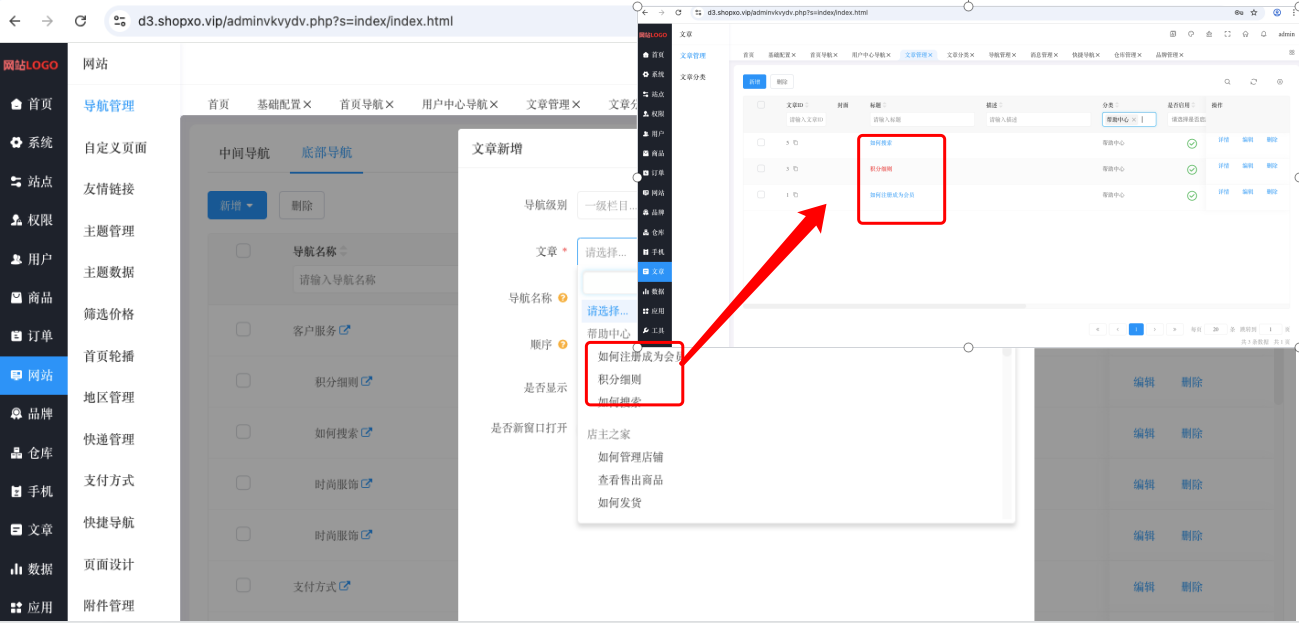 d3.shopxo.vip/adminvkvydv.php?s=index/index.html
网站LOGO
首页
系统
站点
权限
用户
商品
订单
网站
品牌
仓库
手机
文章
数据
应用
网站
导航管理
自定义页面
友情链接
主题管理
主题数据
筛选价格
首页轮播
地区管理
快递管理
支付方式
快捷导航
页面设计
附件管理
首页 基础配置 首页导航 用户中心导航 文章管理 文章分
中间导航 底部导航
新增 删除
导航名称
请输入导航名称
客户服务
积分细则
如何搜索
时尚服饰
时尚服饰
支付方式
文章新增
导航级别 一级栏目...
文章 * 请选择...
导航名称
顺序
是否显示
是否新窗口打开
请选择...
帮助中心
如何注册成为会员
积分细则
如何搜索
店主之家
如何管理店铺
查看售出商品
如何发货
编辑 删除
编辑 删除
编辑 删除
编辑 删除
编辑 删除
d3.shopxo.vip/adminvkvydv.php?s=index/index.html
网站LOGO
首页
系统
站点
权限
用户
商品
订单
网站
品牌
仓库
手机
文章
数据
应用
工具
文章
文章管理
文章分类
admin
首页 基础配置 首页导航 用户中心导航 文章管理 文章分类 导航管理 消息管理 快捷导航 仓库管理 品牌管理
新增 删除
文章ID 封面 标题 描述 分类 是否启用 操作
请输入文章ID 请输入标题 请输入描述 帮助中心 请选择是否启
5 如何搜索 帮助中心 详情 编辑 删除
3 积分细则 帮助中心 详情 编辑 删除
1 如何注册成为会员 帮助中心 详情 编辑 删除
1 每页 20 条 跳转到 1 页
共 3 条数据 共 1 页